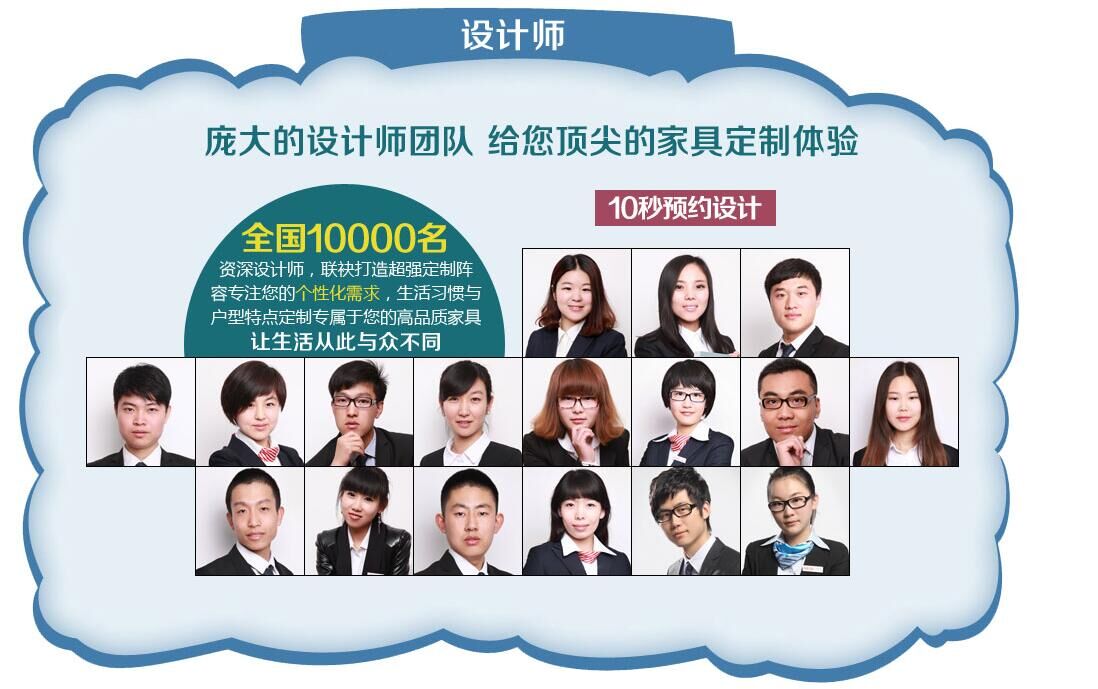 设计师
庞大的设计师团队 给您顶尖的家具定制体验
10秒预约设计
全国10000名
资深设计师，联袂打造超强定制阵
容专注您的个性化需求，生活习惯与
户型特点定制专属于您的高品质家具
让生活从此与众不同